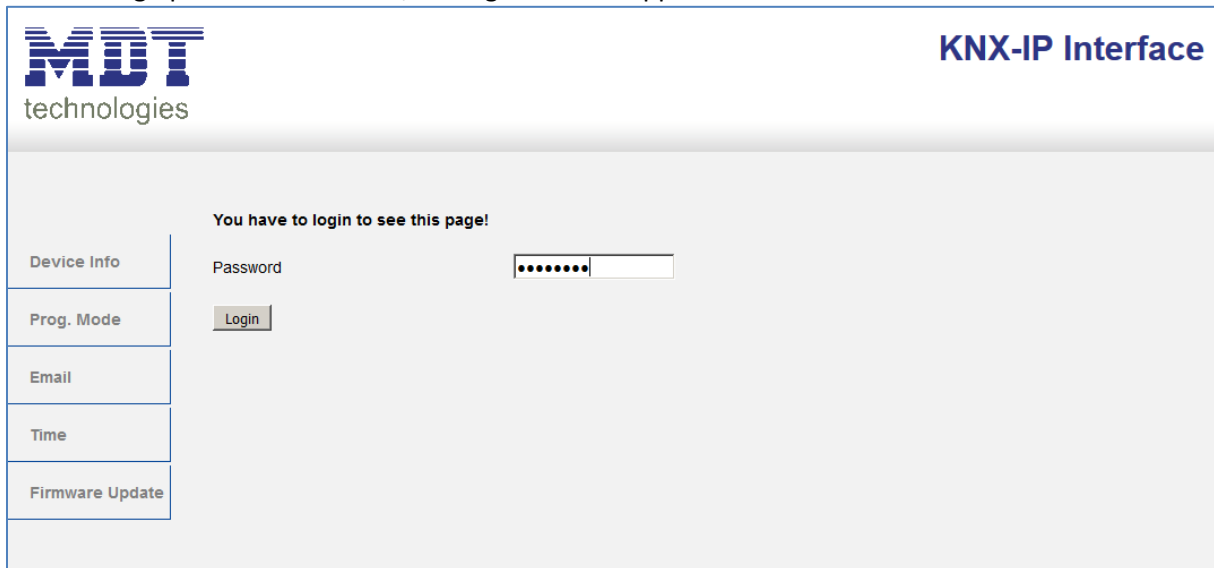 MDT
technologies
KNX-IP Interface
You have to login to see this page!
Device Info
Password
••••••••
Prog. Mode
Login
Email
Time
Firmware Update